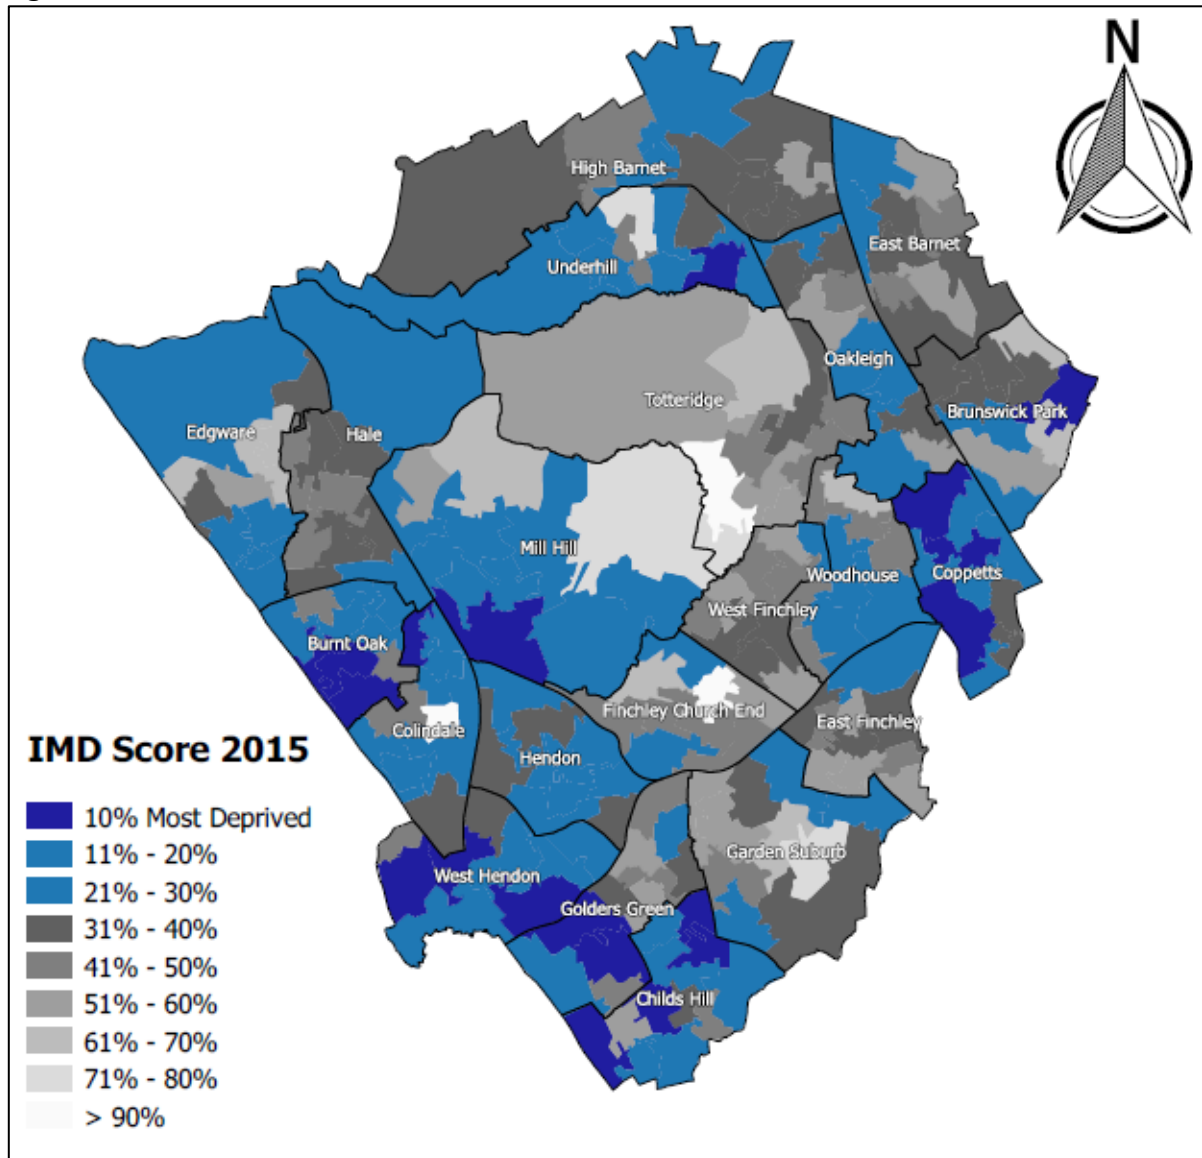 N
High Barnet
East Barnet
Underhill
Oakleigh
Totteridge
Brunswick Park
Edgware
Hale
Mill Hill
Woodhouse
Coppetts
West Finchley
Burnt Oak
Finchley Church End
East Finchley
Colindale
Hendon
Garden Suburb
West Hendon
Golders Green
Childs Hill
IMD Score 2015
10% Most Deprived
11% - 20%
21% - 30%
31% - 40%
41% - 50%
51% - 60%
61% - 70%
71% - 80%
> 90%